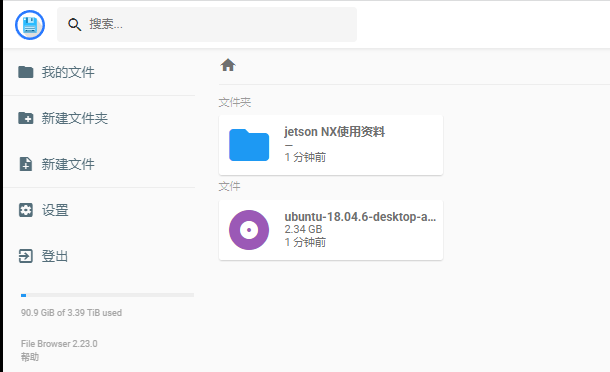 搜索...
我的文件
新建文件夹
新建文件
设置
登出
90.9 GiB of 3.39 TiB used
File Browser 2.23.0
帮助
文件夹
jetson NX使用资料
—
1 分钟前
文件
ubuntu-18.04.6-desktop-a...
2.34 GB
1 分钟前